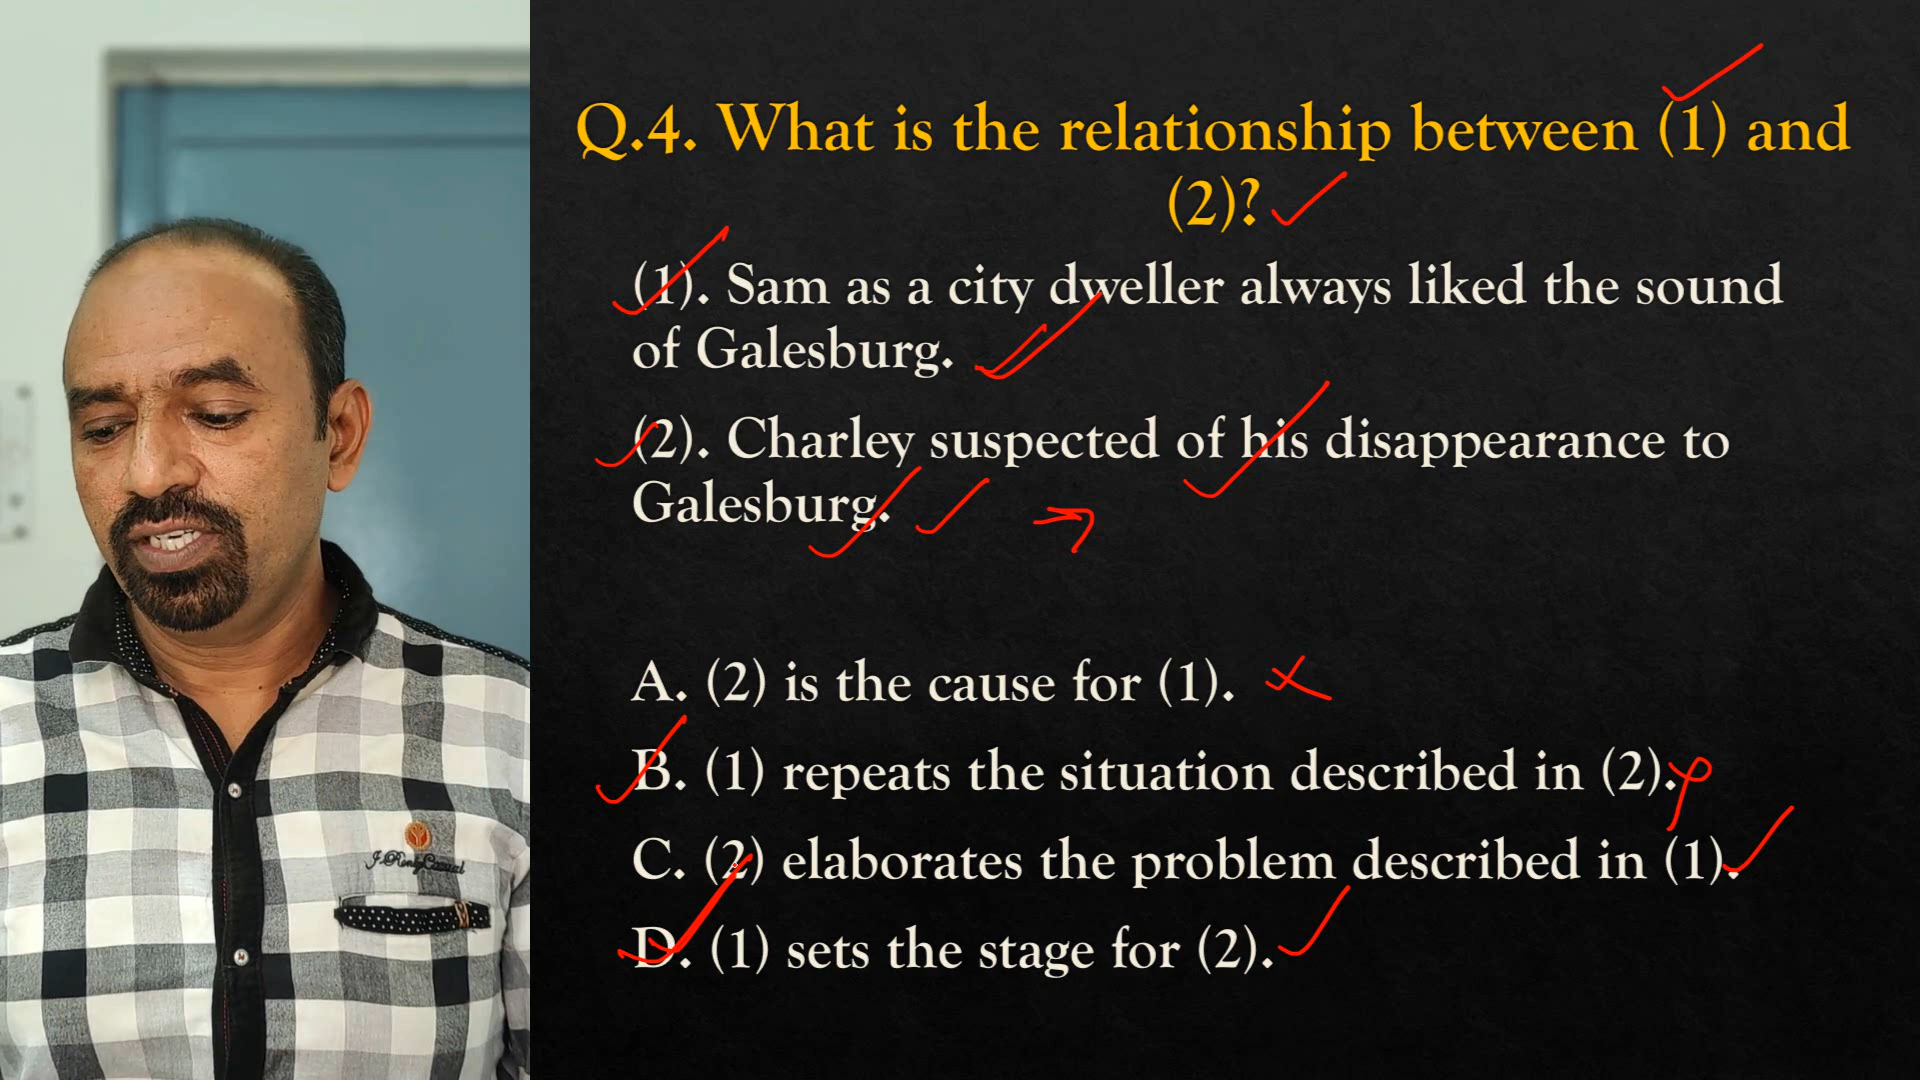 Q.4. What is the relationship between (1) and
(2)?
(1). Sam as a city dweller always liked the sound
of Galesburg.
(2). Charley suspected of his disappearance to
Galesburg.
A. (2) is the cause for (1).
B. (1) repeats the situation described in (2).
C. (2) elaborates the problem described in (1).
D. (1) sets the stage for (2).